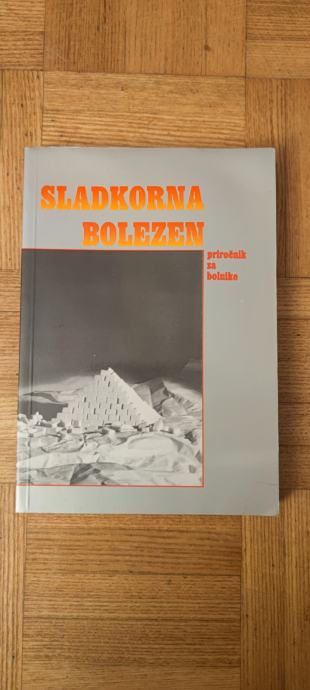 SLADKORNA
BOLEZEN
priročnik
za
bolnike